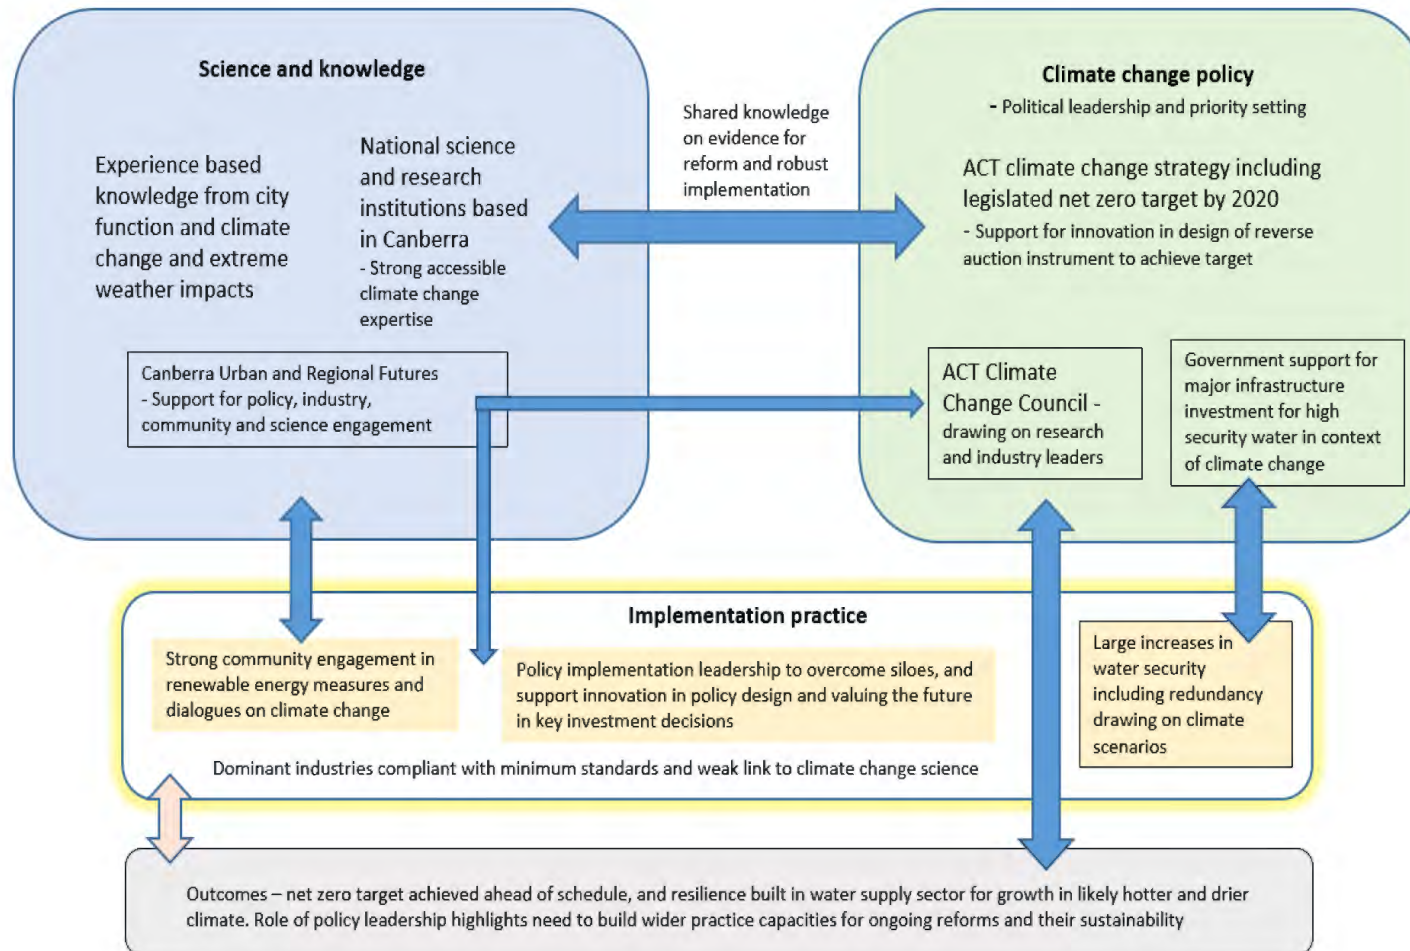 Science and knowledge
Experience based
knowledge from city
function and climate
change and extreme
weather impacts
National science
and research
institutions based
in Canberra
- Strong accessible
climate change
expertise
Canberra Urban and Regional Futures
- Support for policy, industry,
community and science engagement
Shared knowledge
on evidence for
reform and robust
implementation
Climate change policy
- Political leadership and priority setting
ACT climate change strategy including
legislated net zero target by 2020
- Support for innovation in design of reverse
auction instrument to achieve target
ACT Climate
Change Council -
drawing on research
and industry leaders
Government support for
major infrastructure
investment for high
security water in context
of climate change
Implementation practice
Strong community engagement in
renewable energy measures and
dialogues on climate change
Policy implementation leadership to overcome siloes, and
support innovation in policy design and valuing the future
in key investment decisions
Large increases in
water security
including redundancy
drawing on climate
scenarios
Dominant industries compliant with minimum standards and weak link to climate change science
Outcomes – net zero target achieved ahead of schedule, and resilience built in water supply sector for growth in likely hotter and drier
climate. Role of policy leadership highlights need to build wider practice capacities for ongoing reforms and their sustainability